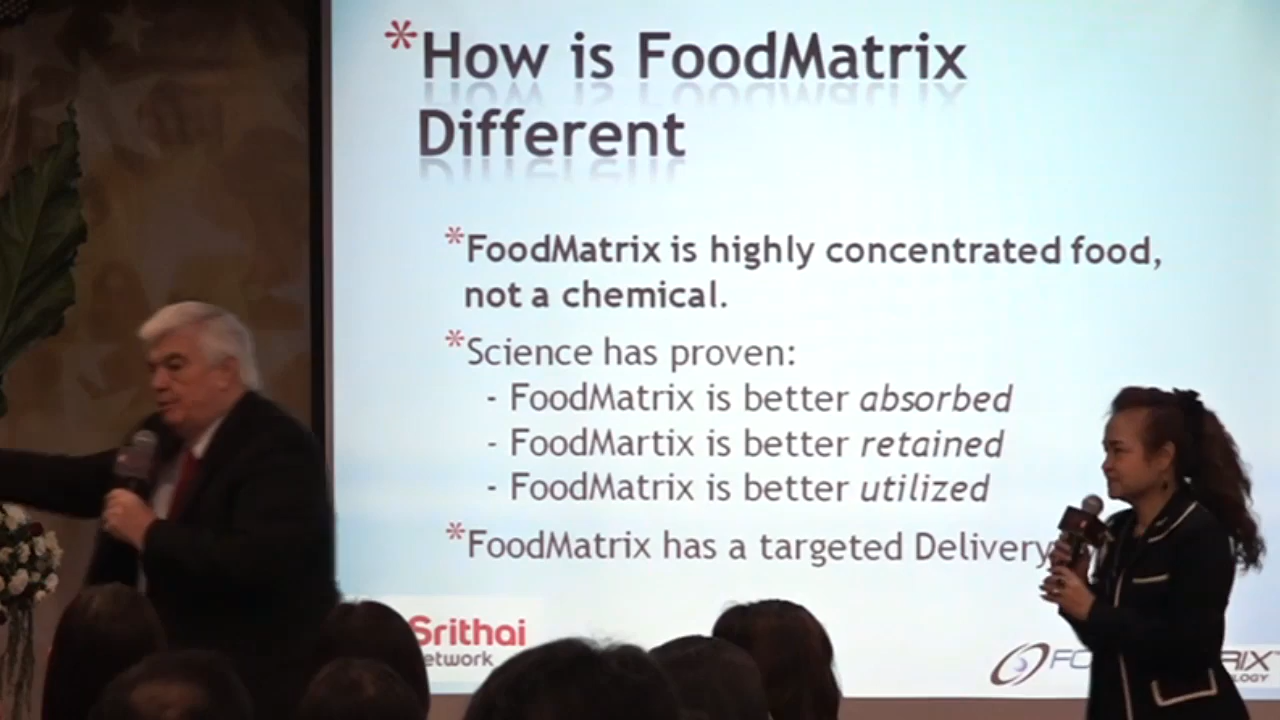 *How is FoodMatrix
Different
*FoodMatrix is highly concentrated food,
not a chemical.
*Science has proven:
- FoodMatrix is better absorbed
- FoodMartix is better retained
- FoodMatrix is better utilized
*FoodMatrix has a targeted Delivery
Srithai